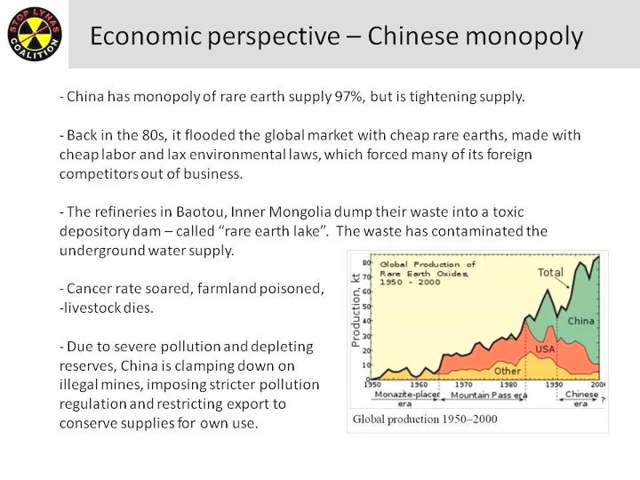 STOP LYNAS
COALITION
Economic perspective – Chinese monopoly
- China has monopoly of rare earth supply 97%, but is tightening supply.
- Back in the 80s, it flooded the global market with cheap rare earths, made with
cheap labor and lax environmental laws, which forced many of its foreign
competitors out of business.
- The refineries in Baotou, Inner Mongolia dump their waste into a toxic
depository dam – called “rare earth lake”. The waste has contaminated the
underground water supply.
- Cancer rate soared, farmland poisoned,
-livestock dies.
- Due to severe pollution and depleting
reserves, China is clamping down on
illegal mines, imposing stricter pollution
regulation and restricting export to
conserve supplies for own use.
Global Production of
Rare Earth Oxides,
1950 - 2000
Production, kt
80
70
60
50
40
30
20
10
0
Total
China
USA
Other
1950 1960 1970 1980 1990 2000
Monazite-placer era
Mountain Pass era
Chinese era ?
Global production 1950–2000